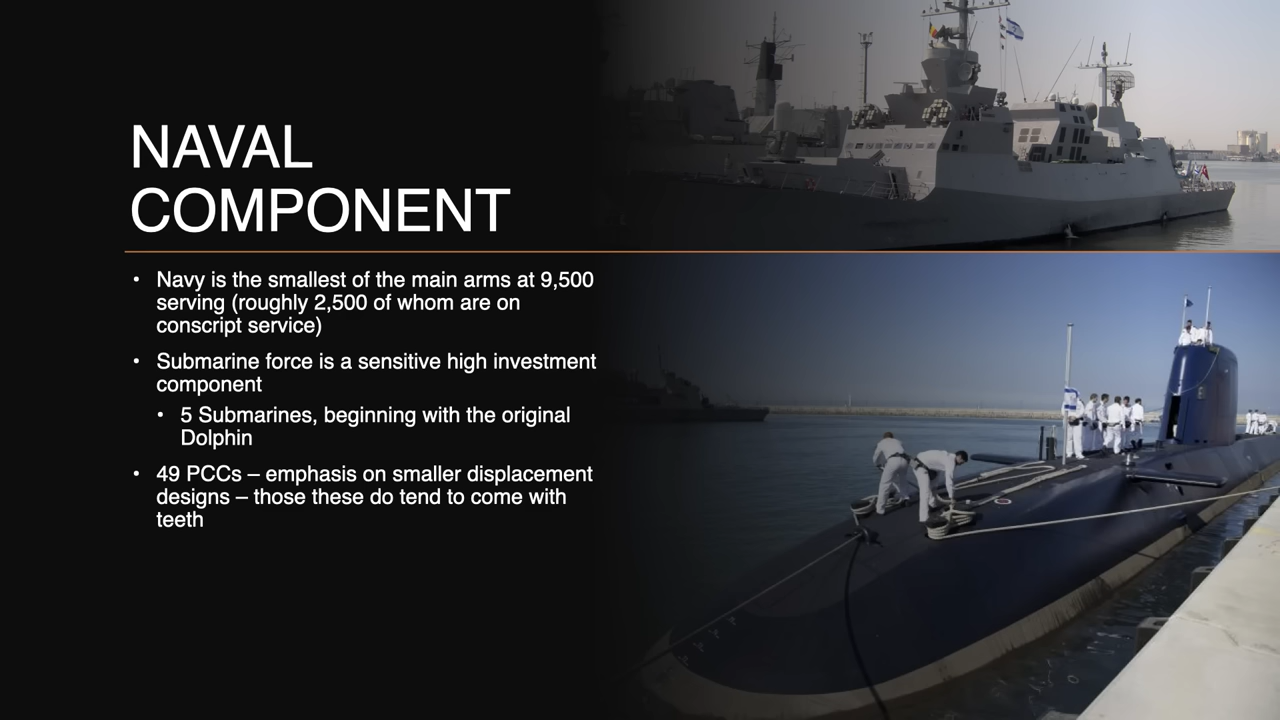 NAVAL
COMPONENT
• Navy is the smallest of the main arms at 9,500
serving (roughly 2,500 of whom are on
conscript service)
• Submarine force is a sensitive high investment
component
• 5 Submarines, beginning with the original
Dolphin
• 49 PCCs – emphasis on smaller displacement
designs – those these do tend to come with
teeth